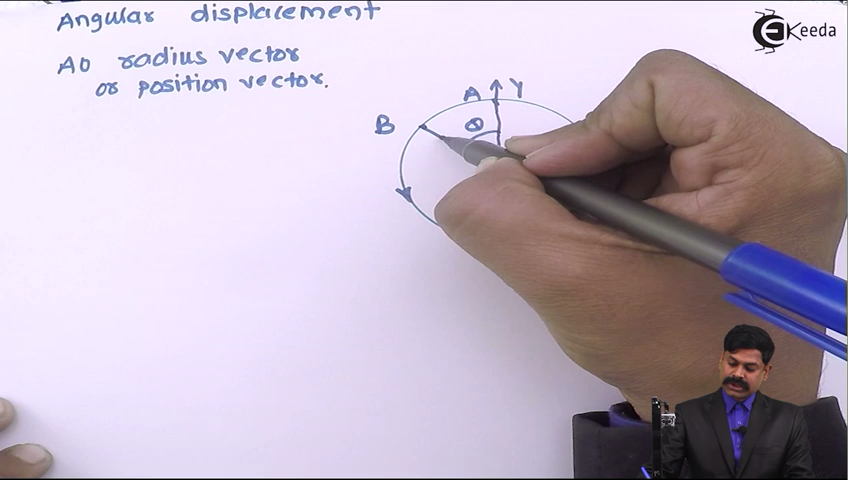 Angular displacement
AO radius vector
or position vector.
A Y
B θ
Ekeeda